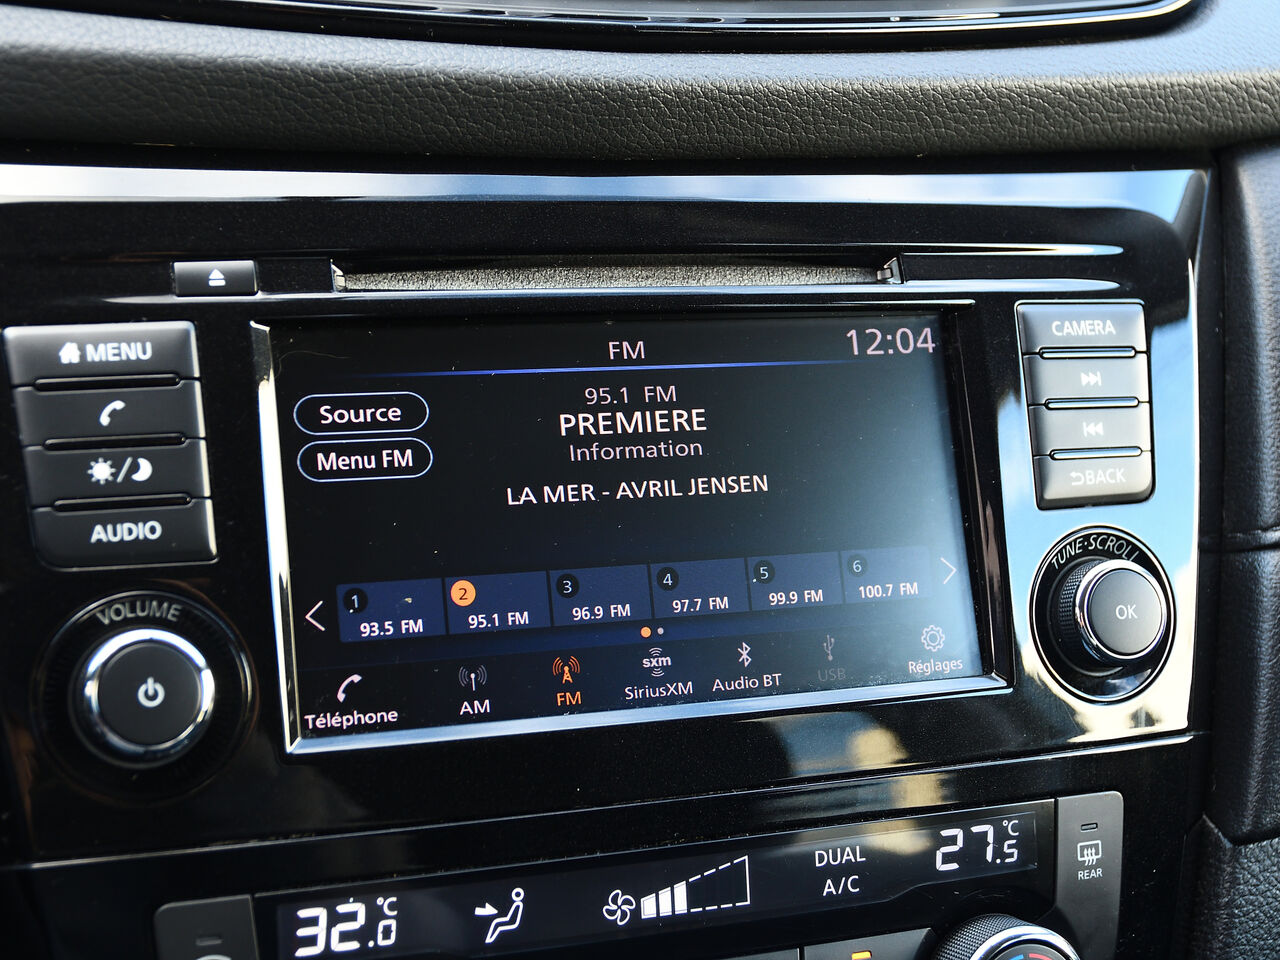 MENU
AUDIO
VOLUME
FM
12:04
Source
Menu FM
95.1 FM
PREMIERE
Information
LA MER - AVRIL JENSEN
1
93.5 FM
2
95.1 FM
3
96.9 FM
4
97.7 FM
5
99.9 FM
6
100.7 FM
Téléphone
AM
FM
sxm
SiriusXM
Audio BT
USB
Réglages
CAMERA
BACK
TUNE·SCROLL
OK
32.0 °C
DUAL
A/C
27.5 °C
REAR